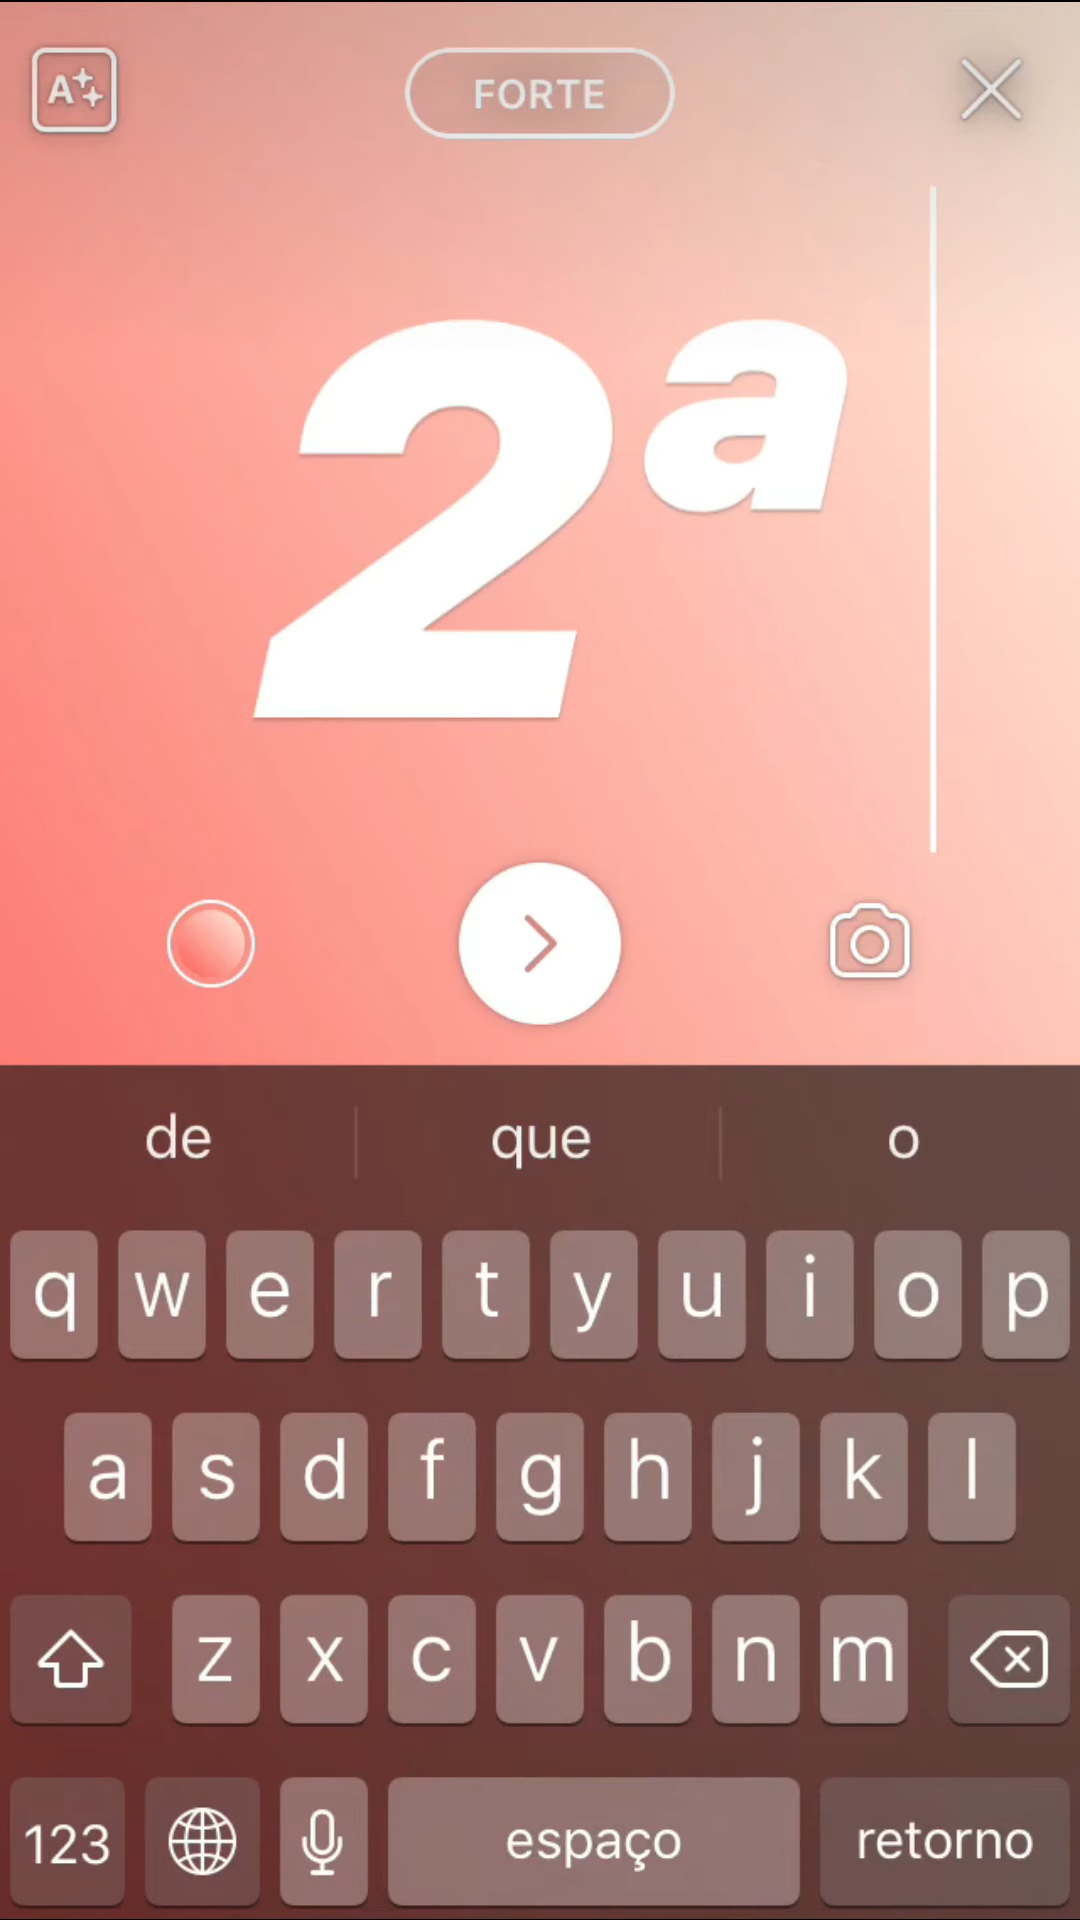 A
FORTE
2ª
de que o
q w e r t y u i o p
a s d f g h j k l
z x c v b n m
123 espaço retorno